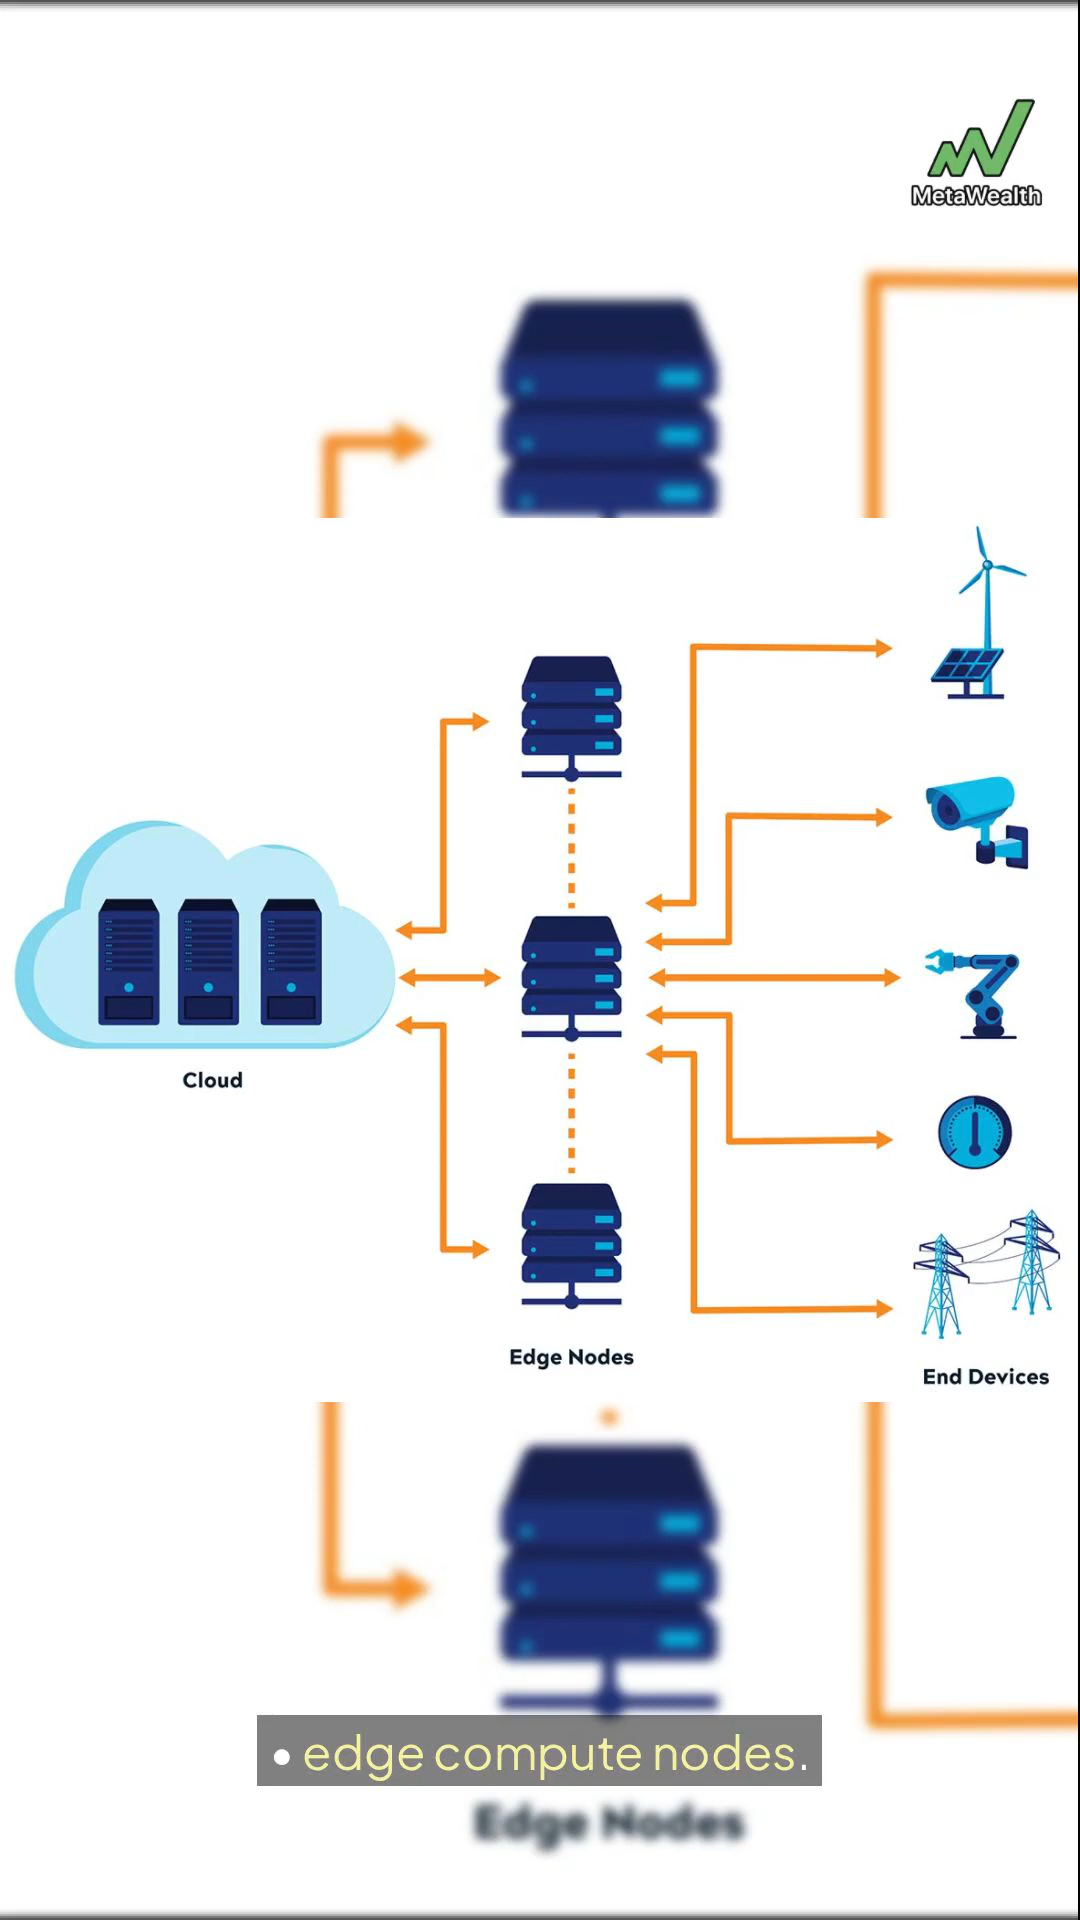 MetaWealth
Cloud
Edge Nodes
End Devices
• edge compute nodes.
Edge Nodes